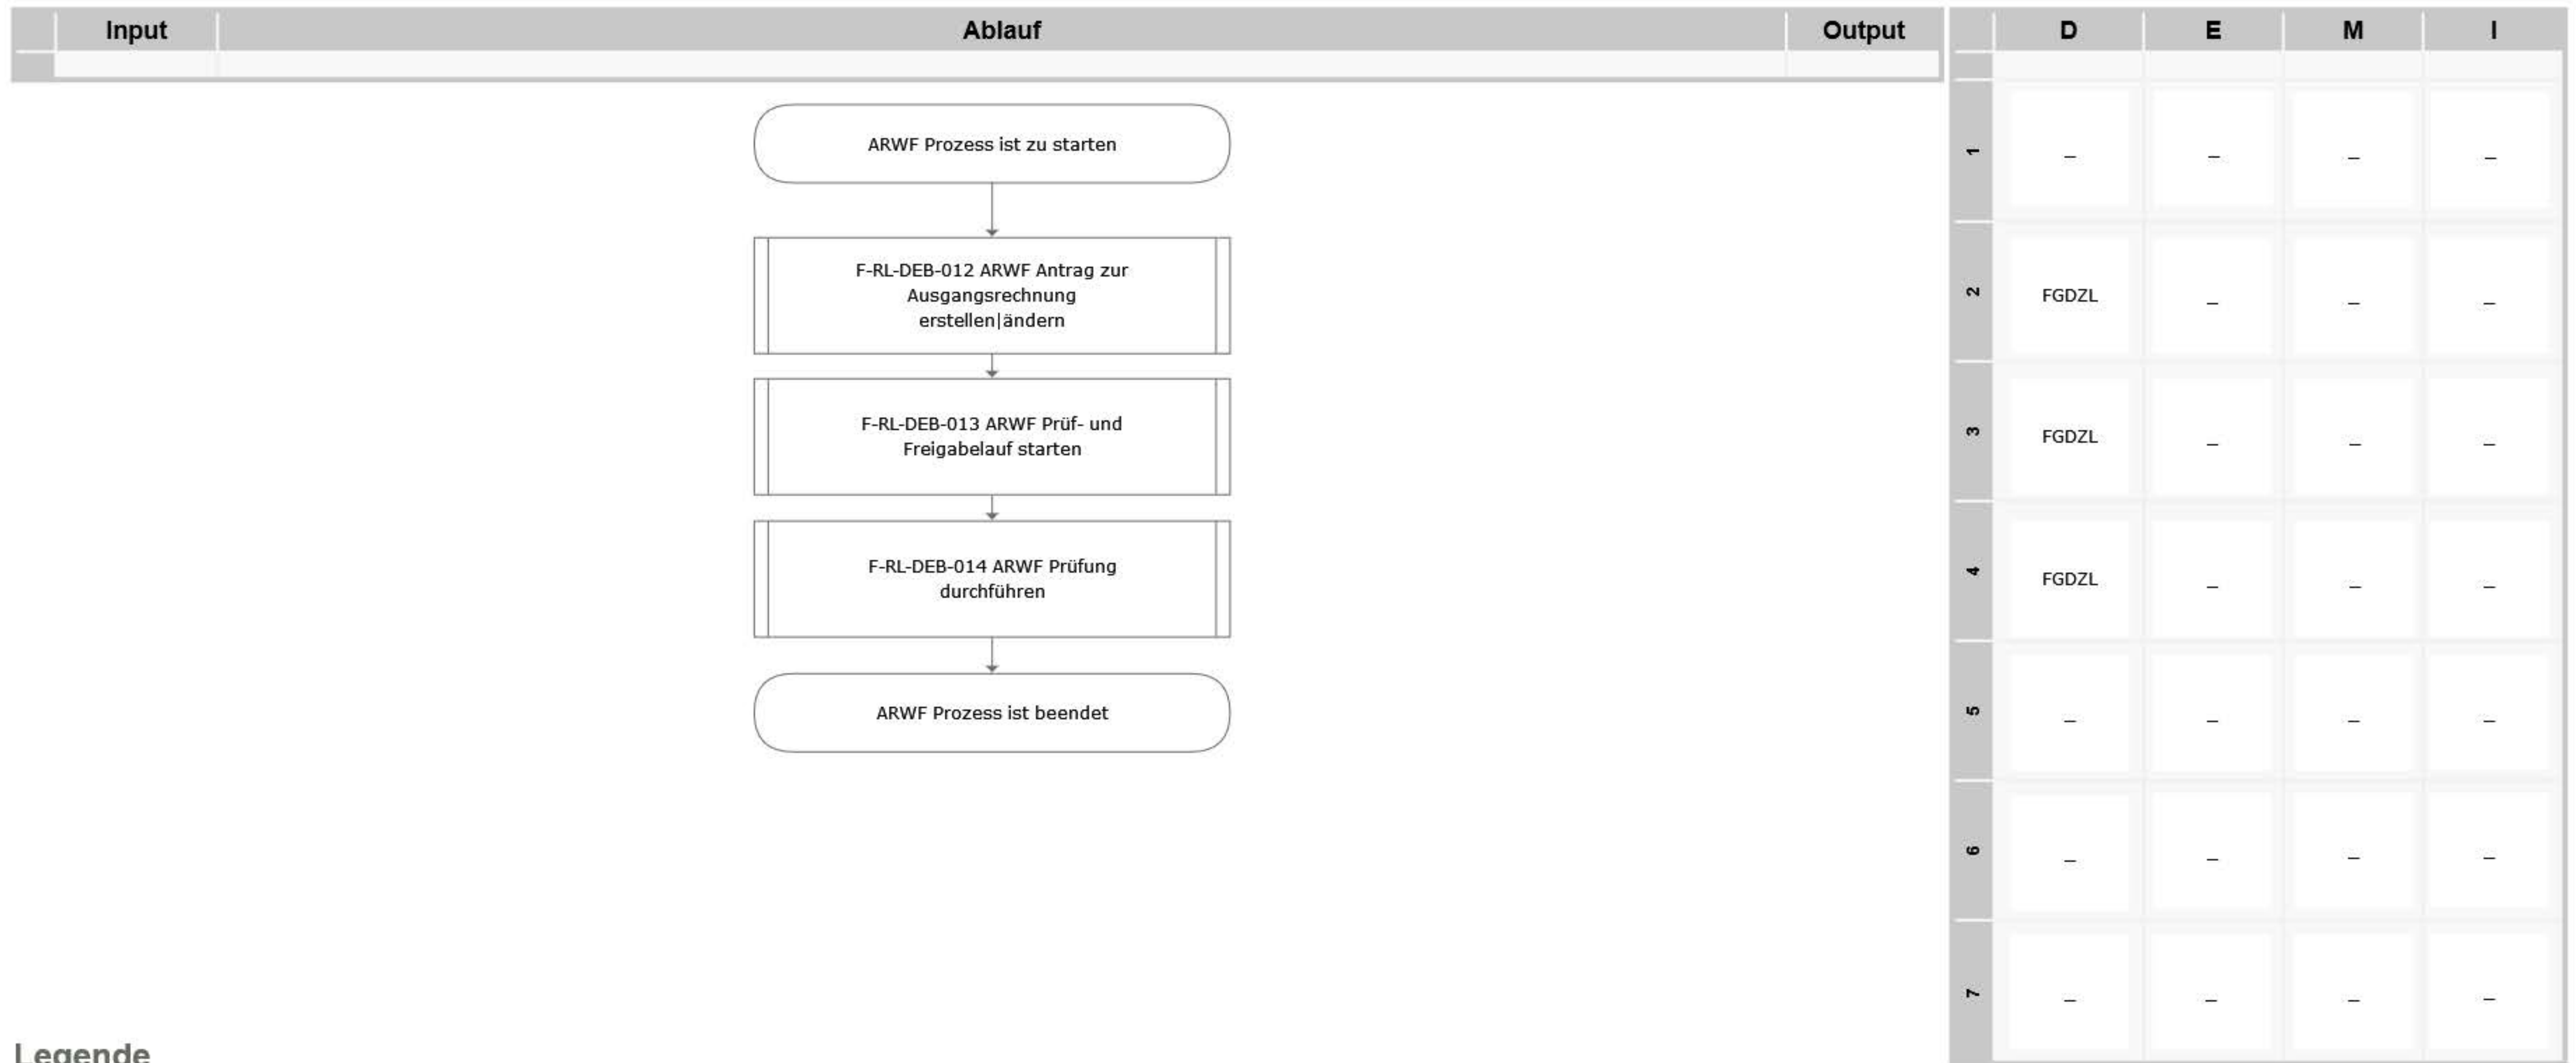 Input Ablauf Output D E M I
ARWF Prozess ist zu starten
1 _ _ _ _
F-RL-DEB-012 ARWF Antrag zur
Ausgangsrechnung
erstellen|ändern
2 FGDZL _ _ _
F-RL-DEB-013 ARWF Prüf- und
Freigabelauf starten
3 FGDZL _ _ _
F-RL-DEB-014 ARWF Prüfung
durchführen
4 FGDZL _ _ _
ARWF Prozess ist beendet
5 _ _ _ _
6 _ _ _ _
7 _ _ _ _
Legende